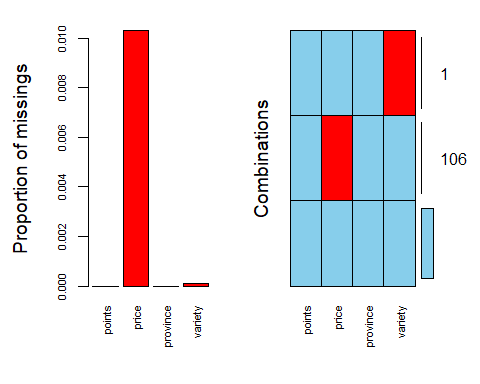 Proportion of missings
0.010
0.008
0.006
0.004
0.002
0.000
points
price
province
variety
Combinations
1
106
points
price
province
variety